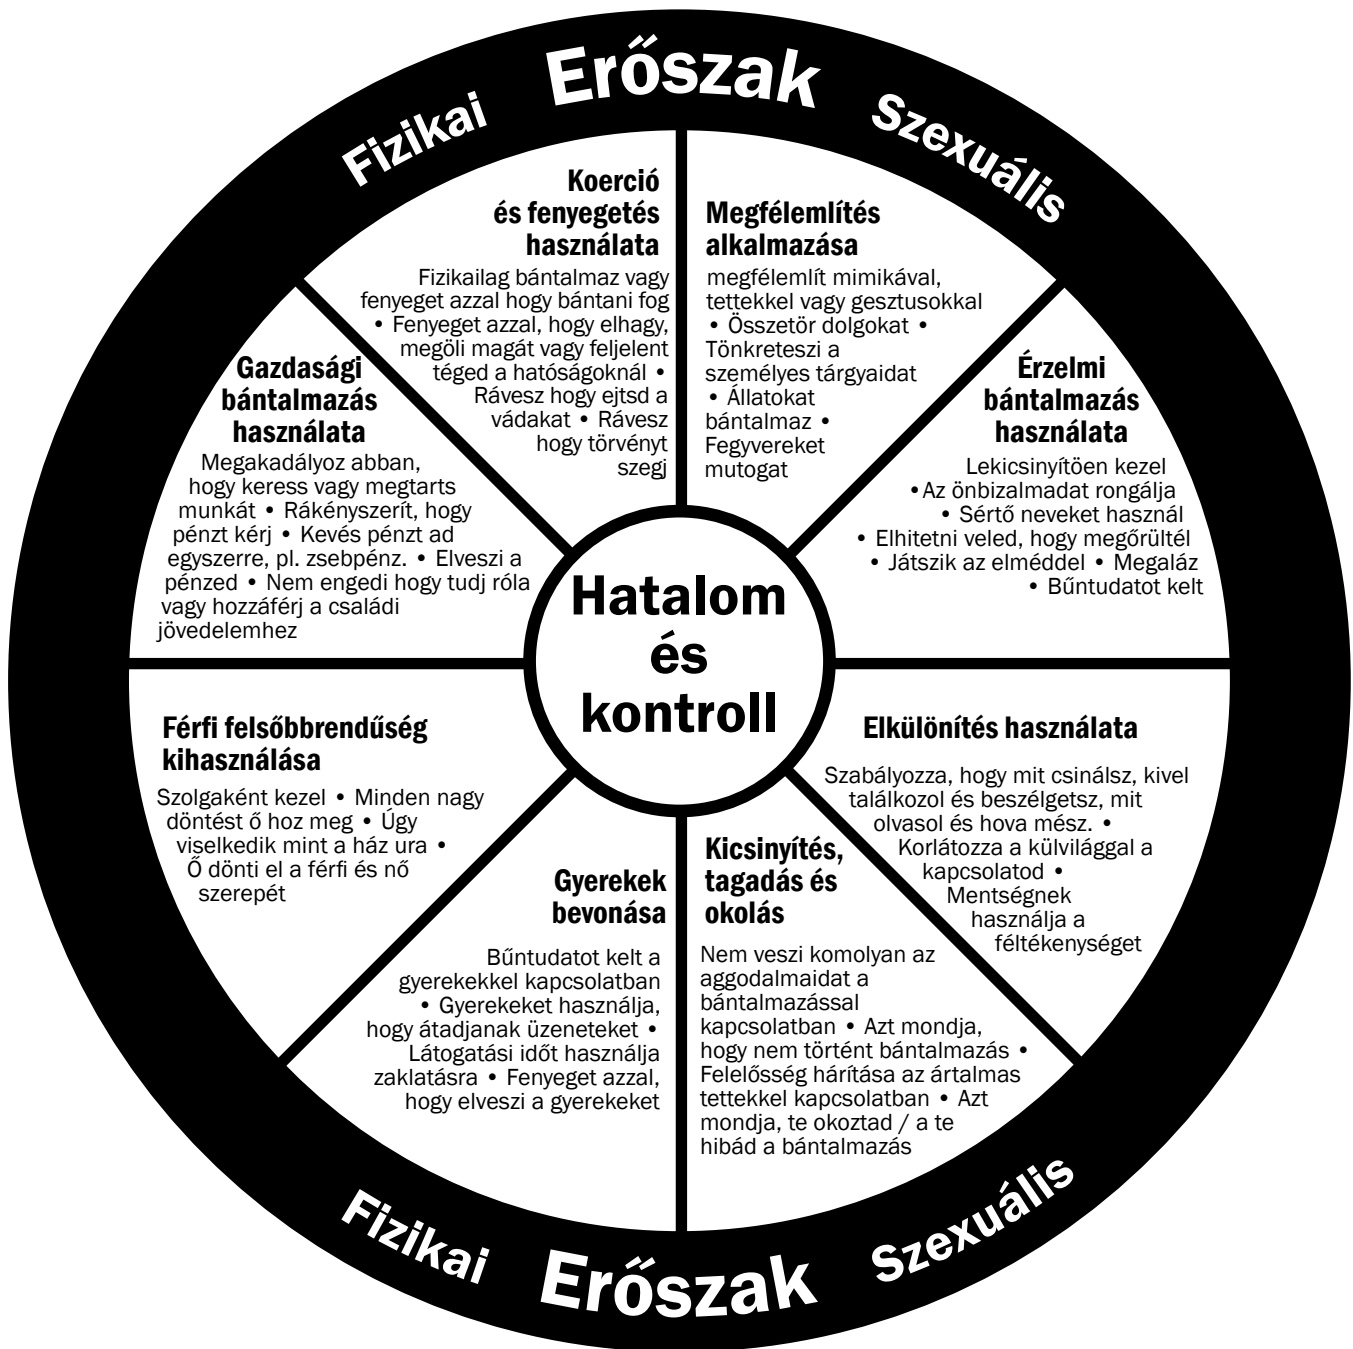 Fizikai
Erőszak
Szexuális
Koerció
és fenyegetés
használata
Fizikailag bántalmaz vagy
fenyeget azzal hogy bántani fog
• Fenyeget azzal, hogy elhagy,
megöli magát vagy feljelent
téged a hatóságoknál •
Rávesz hogy ejtsd a
vádakat • Rávesz
hogy törvényt
szegj
Megfélemlítés
alkalmazása
megfélemlít mimikával,
tettekkel vagy gesztusokkal
• Összetör dolgokat •
Tönkreteszi a
személyes tárgyaidat
• Állatokat
bántalmaz •
Fegyvereket
mutogat
Érzelmi
bántalmazás
használata
Lekicsinyítöen kezel
•Az önbizalmadat rongálja
• Sértő neveket használ
• Elhitetni veled, hogy megőrültél
• Játszik az elméddel • Megaláz
• Bűntudatot kelt
Elkülönítés használata
Szabályozza, hogy mit csinálsz, kivel
találkozol és beszélgetsz, mit
olvasol és hova mész. •
Korlátozza a külvilággal a
kapcsolatod •
Mentségnek
használja a
féltékenységet
Kicsinyítés,
tagadás és
okolás
Nem veszi komolyan az
aggodalmaidat a
bántalmazással
kapcsolatban • Azt mondja,
hogy nem történt bántalmazás •
Felelősség hárítása az ártalmas
tettekkel kapcsolatban • Azt
mondja, te okoztad / a te
hibád a bántalmazás
Gyerekek
bevonása
Bűntudatot kelt a
gyerekekkel kapcsolatban
• Gyerekeket használja,
hogy átadjanak üzeneteket •
Látogatási időt használja
zaklatásra • Fenyeget azzal,
hogy elveszi a gyerekeket
Férfi felsőbbrendűség
kihasználása
Szolgaként kezel • Minden nagy
döntést ő hoz meg • Úgy
viselkedik mint a ház ura •
Ő dönti el a férfi és nő
szerepét
Gazdasági
bántalmazás
használata
Megakadályoz abban,
hogy keress vagy megtarts
munkát • Rákényszerít, hogy
pénzt kérj • Kevés pénzt ad
egyszerre, pl. zsebpénz. • Elveszi a
pénzed • Nem engedi hogy tudj róla
vagy hozzáférj a családi
jövedelemhez
Hatalom
és
kontroll
Fizikai
Erőszak
Szexuális